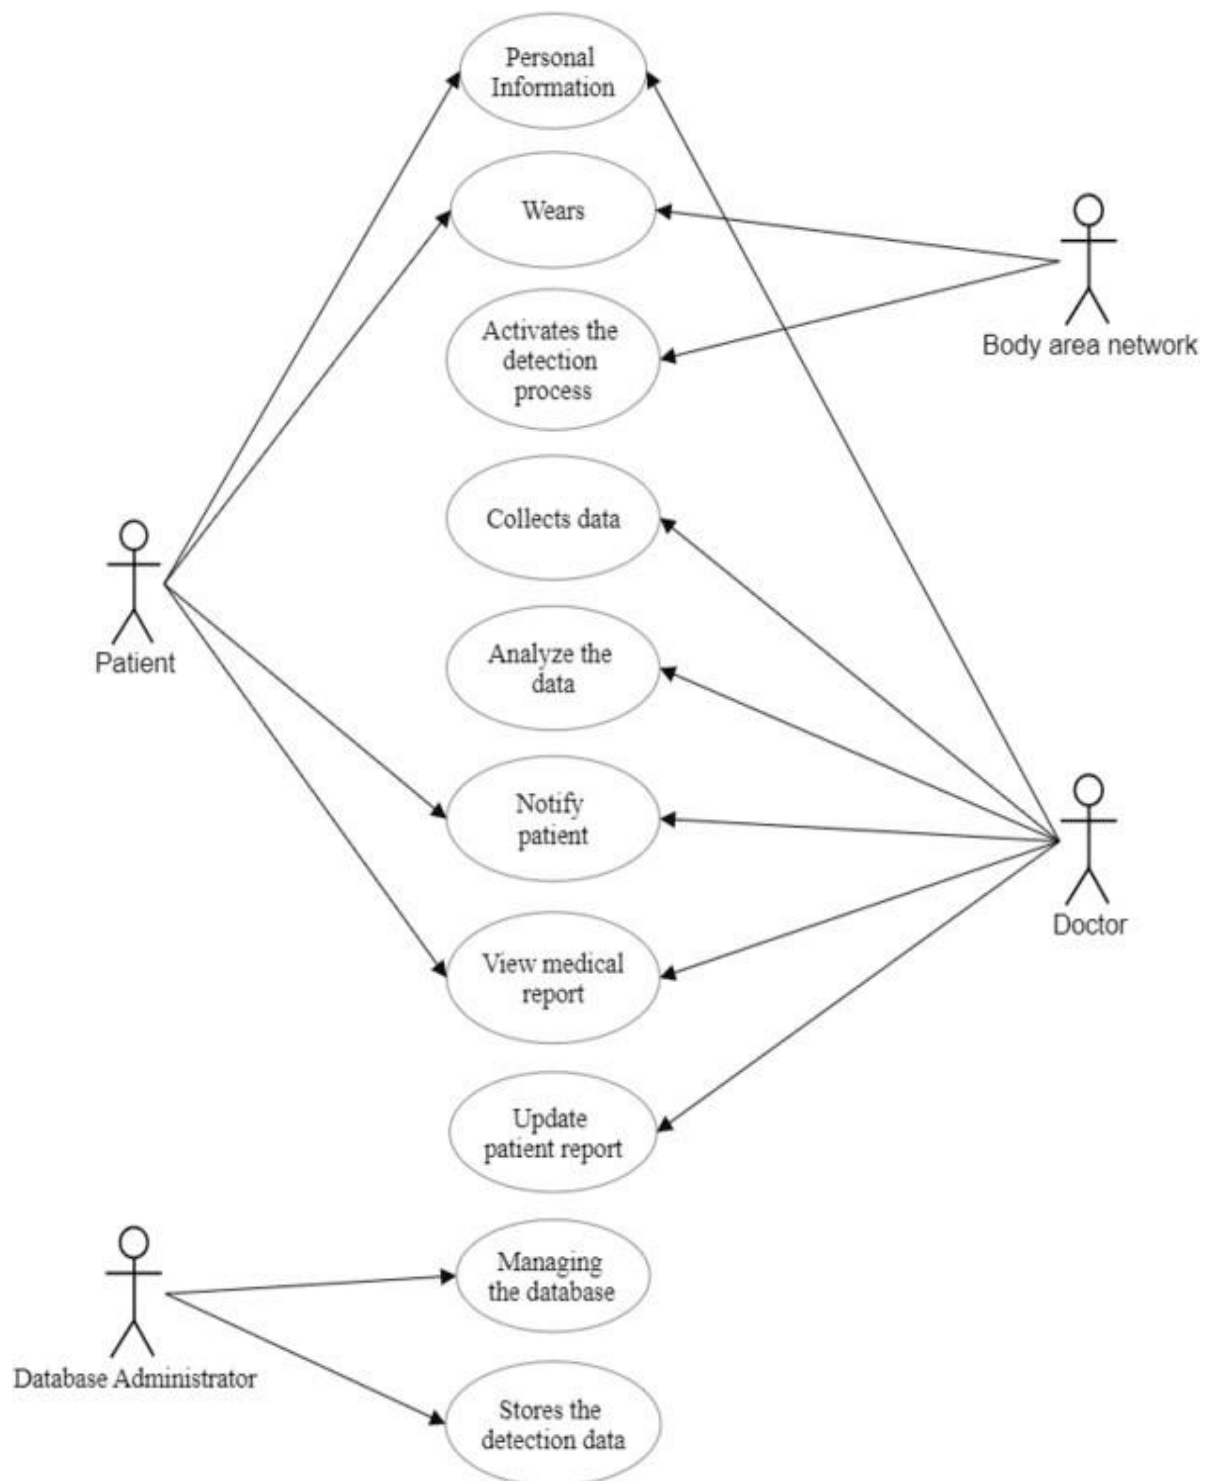 Personal
Information
Wears
Activates the
detection
process
Body area network
Collects data
Patient
Analyze the
data
Notify
patient
Doctor
View medical
report
Update
patient report
Managing
the database
Database Administrator
Stores the
detection data